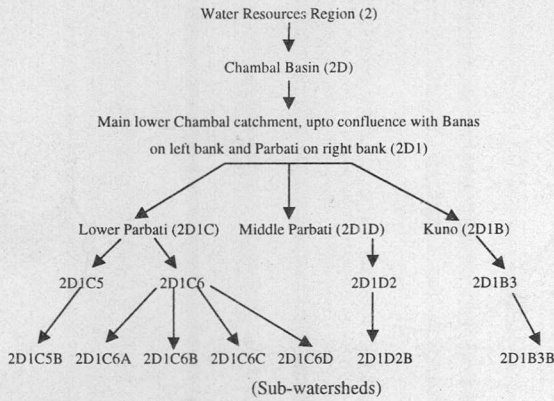 Water Resources Region (2)
Chambal Basin (2D)
Main lower Chambal catchment, upto confluence with Banas
on left bank and Parbati on right bank (2D1)
Lower Parbati (2D1C) Middle Parbati (2D1D) Kuno (2D1B)
2D1C5 2D1C6 2D1D2 2D1B3
2D1C5B 2D1C6A 2D1C6B 2D1C6C 2D1C6D 2D1D2B 2D1B3B
(Sub-watersheds)